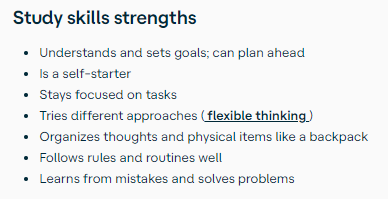 Study skills strengths
• Understands and sets goals; can plan ahead
• Is a self-starter
• Stays focused on tasks
• Tries different approaches ( flexible thinking )
• Organizes thoughts and physical items like a backpack
• Follows rules and routines well
• Learns from mistakes and solves problems